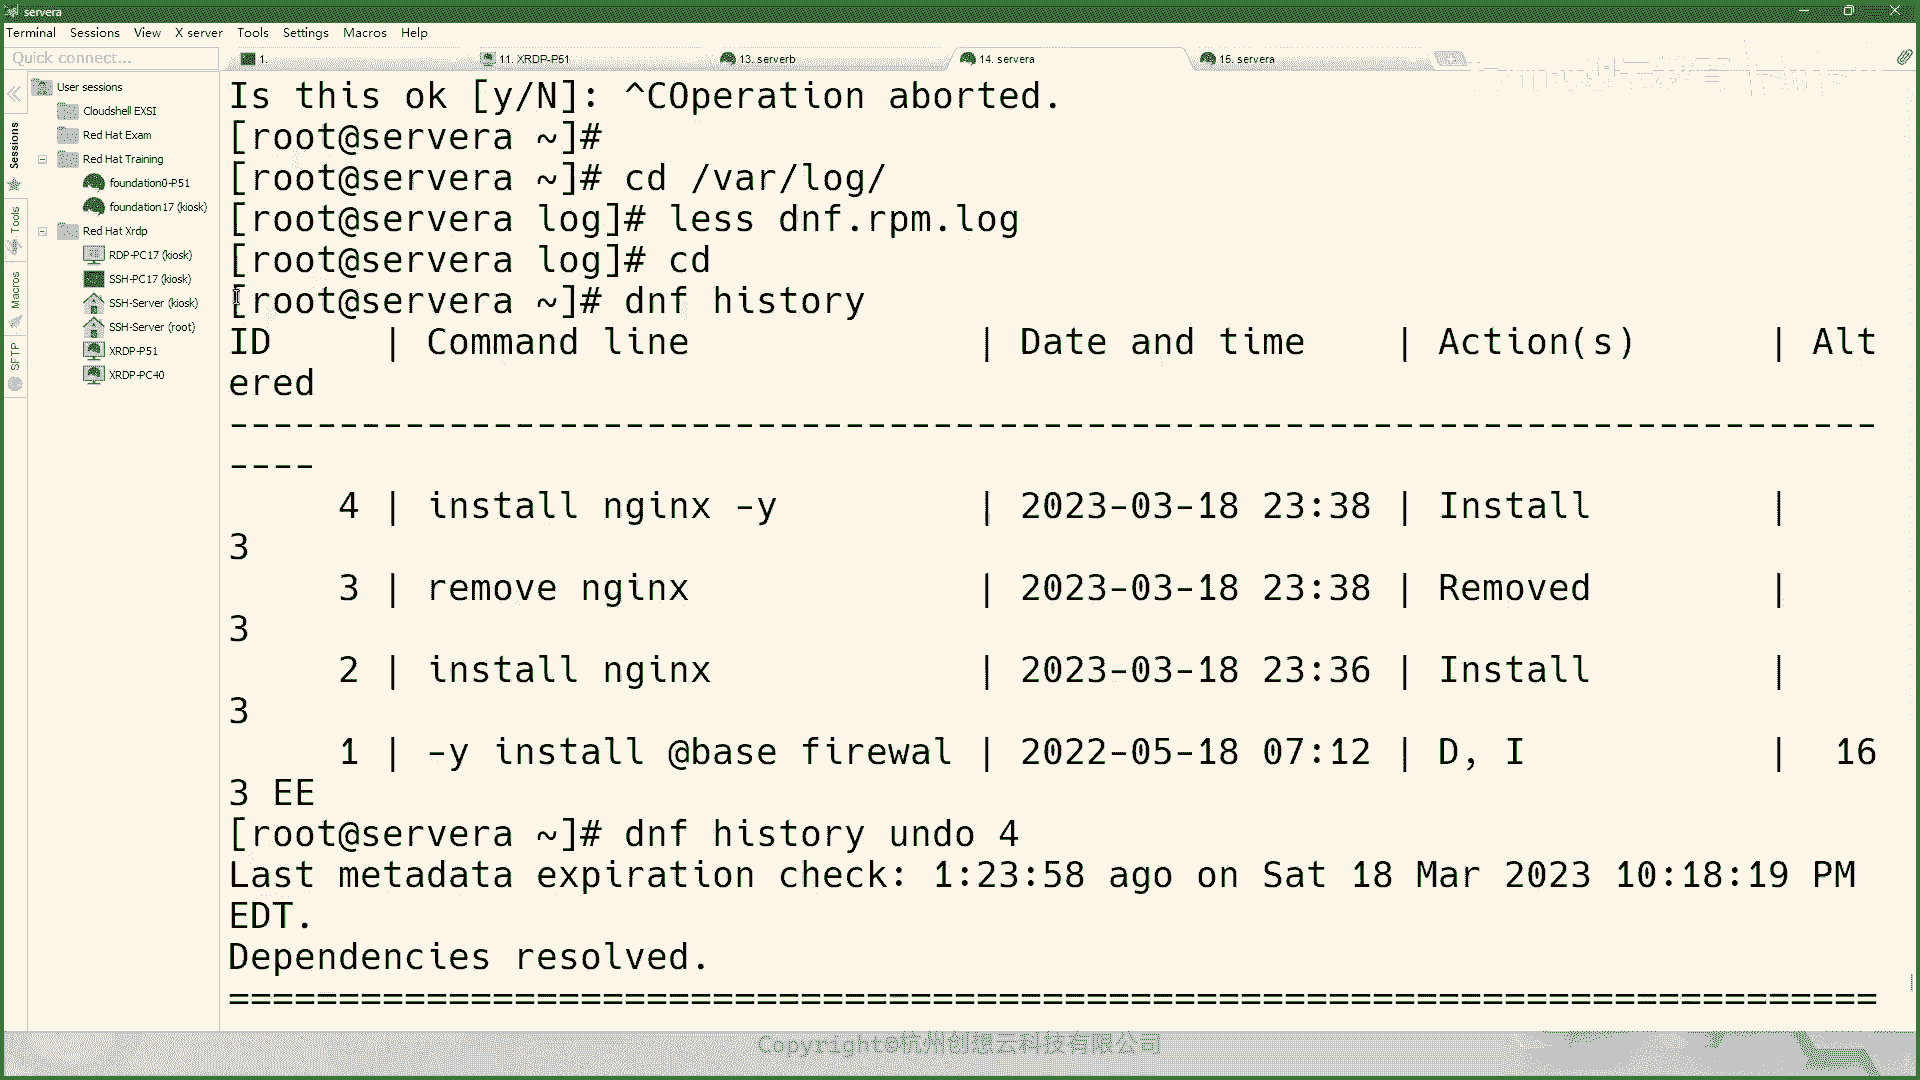 servera
Terminal Sessions View X server Tools Settings Macros Help
Quick connect...
1.
11. XRDP-P51
13. serverb
14. servera
15. servera
User sessions
Cloudshell EXSI
Red Hat Exam
Red Hat Training
foundation0-P51
foundation17 (kiosk)
Red Hat Xrdp
RDP-PC17 (kiosk)
SSH-PC17 (kiosk)
SSH-Server (kiosk)
SSH-Server (root)
XRDP-P51
XRDP-PC40
Sessions
Tools
Macros
SFTP
Is this ok [y/N]: ^COperation aborted.
[root@servera ~]#
[root@servera ~]# cd /var/log/
[root@servera log]# less dnf.rpm.log
[root@servera log]# cd
[root@servera ~]# dnf history
ID     | Command line             | Date and time    | Action(s)      | Alt
ered
---------------------------------------------------------------------------
----
     4 | install nginx -y         | 2023-03-18 23:38 | Install        |
3
     3 | remove nginx             | 2023-03-18 23:38 | Removed        |
3
     2 | install nginx            | 2023-03-18 23:36 | Install        |
3
     1 | -y install @base firewal | 2022-05-18 07:12 | D, I           |  16
3 EE
[root@servera ~]# dnf history undo 4
Last metadata expiration check: 1:23:58 ago on Sat 18 Mar 2023 10:18:19 PM
EDT.
Dependencies resolved.
===========================================================================
Copyright©杭州创想云科技有限公司